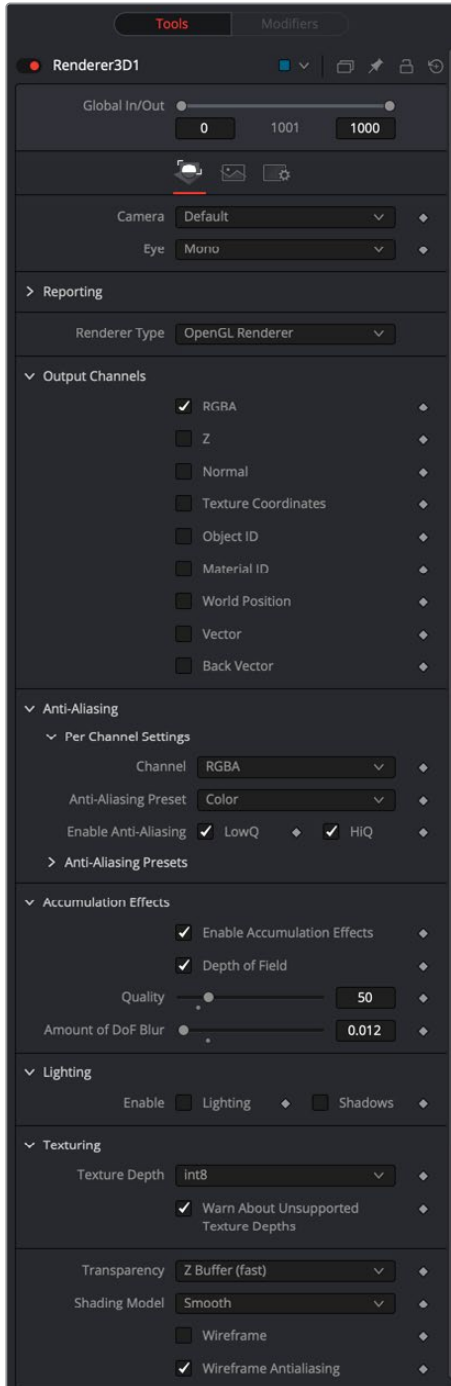 Tools Modifiers
Renderer3D1
Global In/Out
0 1001 1000
Camera Default
Eye Mono
Reporting
Renderer Type OpenGL Renderer
Output Channels
RGBA
Z
Normal
Texture Coordinates
Object ID
Material ID
World Position
Vector
Back Vector
Anti-Aliasing
Per Channel Settings
Channel RGBA
Anti-Aliasing Preset Color
Enable Anti-Aliasing LowQ HiQ
Anti-Aliasing Presets
Accumulation Effects
Enable Accumulation Effects
Depth of Field
Quality 50
Amount of DoF Blur 0.012
Lighting
Enable Lighting Shadows
Texturing
Texture Depth int8
Warn About Unsupported
Texture Depths
Transparency Z Buffer (fast)
Shading Model Smooth
Wireframe
Wireframe Antialiasing